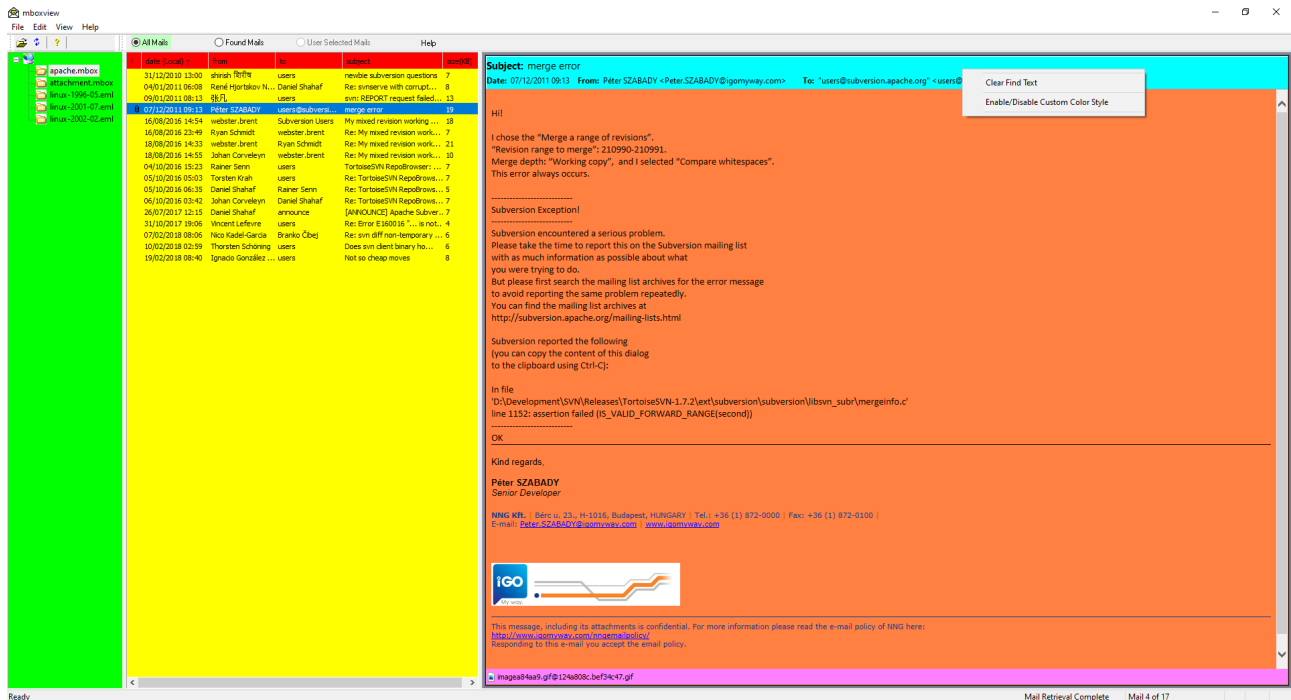 mboxview
File Edit View Help
All Mails Found Mails User Selected Mails Help
apache.mbox
attachment.mbox
linux-1996-05.eml
linux-2001-07.eml
linux-2002-02.eml
! date (Local) ↑ from to subject size(KB)
31/12/2010 13:00 shirish शिरीष users newbie subversion questions 7
04/01/2011 06:08 René Hjortskov N... Daniel Shahaf Re: svnserve with corrupt... 8
09/01/2011 08:13 张凡 users svn: REPORT request failed... 13
07/12/2011 09:13 Péter SZABADY users@subversi... merge error 19
16/08/2016 14:54 webster.brent Subversion Users My mixed revision working ... 18
16/08/2016 23:49 Ryan Schmidt webster.brent Re: My mixed revision work... 7
18/08/2016 14:33 webster.brent Ryan Schmidt Re: My mixed revision work... 21
18/08/2016 14:55 Johan Corveleyn webster.brent Re: My mixed revision work... 10
04/10/2016 15:23 Rainer Senn users TortoiseSVN RepoBrowser: ... 7
05/10/2016 05:03 Torsten Krah users Re: TortoiseSVN RepoBrows... 7
05/10/2016 06:35 Daniel Shahaf Rainer Senn Re: TortoiseSVN RepoBrows... 5
06/10/2016 03:42 Johan Corveleyn Daniel Shahaf Re: TortoiseSVN RepoBrows... 7
26/07/2017 12:15 Daniel Shahaf announce [ANNOUNCE] Apache Subver... 7
31/10/2017 19:06 Vincent Lefevre users Re: Error E160016 "... is not... 4
07/02/2018 08:06 Nico Kadel-Garcia Branko Čibej Re: svn diff non-temporary ... 6
10/02/2018 02:59 Thorsten Schöning users Does svn client binary ho... 6
19/02/2018 08:40 Ignacio González ... users Not so cheap moves 8
Subject: merge error
Date: 07/12/2011 09:13 From: Péter SZABADY <Peter.SZABADY@igomyway.com> To: "users@subversion.apache.org" <users@
Clear Find Text
Enable/Disable Custom Color Style
Hi!
I chose the “Merge a range of revisions”.
“Revision range to merge”: 210990-210991.
Merge depth: “Working copy”, and I selected “Compare whitespaces”.
This error always occurs.
---------------------------
Subversion Exception!
---------------------------
Subversion encountered a serious problem.
Please take the time to report this on the Subversion mailing list
with as much information as possible about what
you were trying to do.
But please first search the mailing list archives for the error message
to avoid reporting the same problem repeatedly.
You can find the mailing list archives at
http://subversion.apache.org/mailing-lists.html
Subversion reported the following
(you can copy the content of this dialog
to the clipboard using Ctrl-C):
In file
'D:\Development\SVN\Releases\TortoiseSVN-1.7.2\ext\subversion\subversion\libsvn_subr\mergeinfo.c'
line 1152: assertion failed (IS_VALID_FORWARD_RANGE(second))
---------------------------
OK
Kind regards,
Péter SZABADY
Senior Developer
NNG Kft. | Bérc u. 23., H-1016, Budapest, HUNGARY | Tel.: +36 (1) 872-0000 | Fax: +36 (1) 872-0100 |
E-mail: Peter.SZABADY@igomyway.com | www.igomyway.com
iGO
My way.
This message, including its attachments is confidential. For more information please read the e-mail policy of NNG here:
http://www.igomyway.com/nngemailpolicy/
Responding to this e-mail you accept the email policy.
imagea84aa9.gif@124a808c.bef34c47.gif
Ready Mail Retrieval Complete Mail 4 of 17